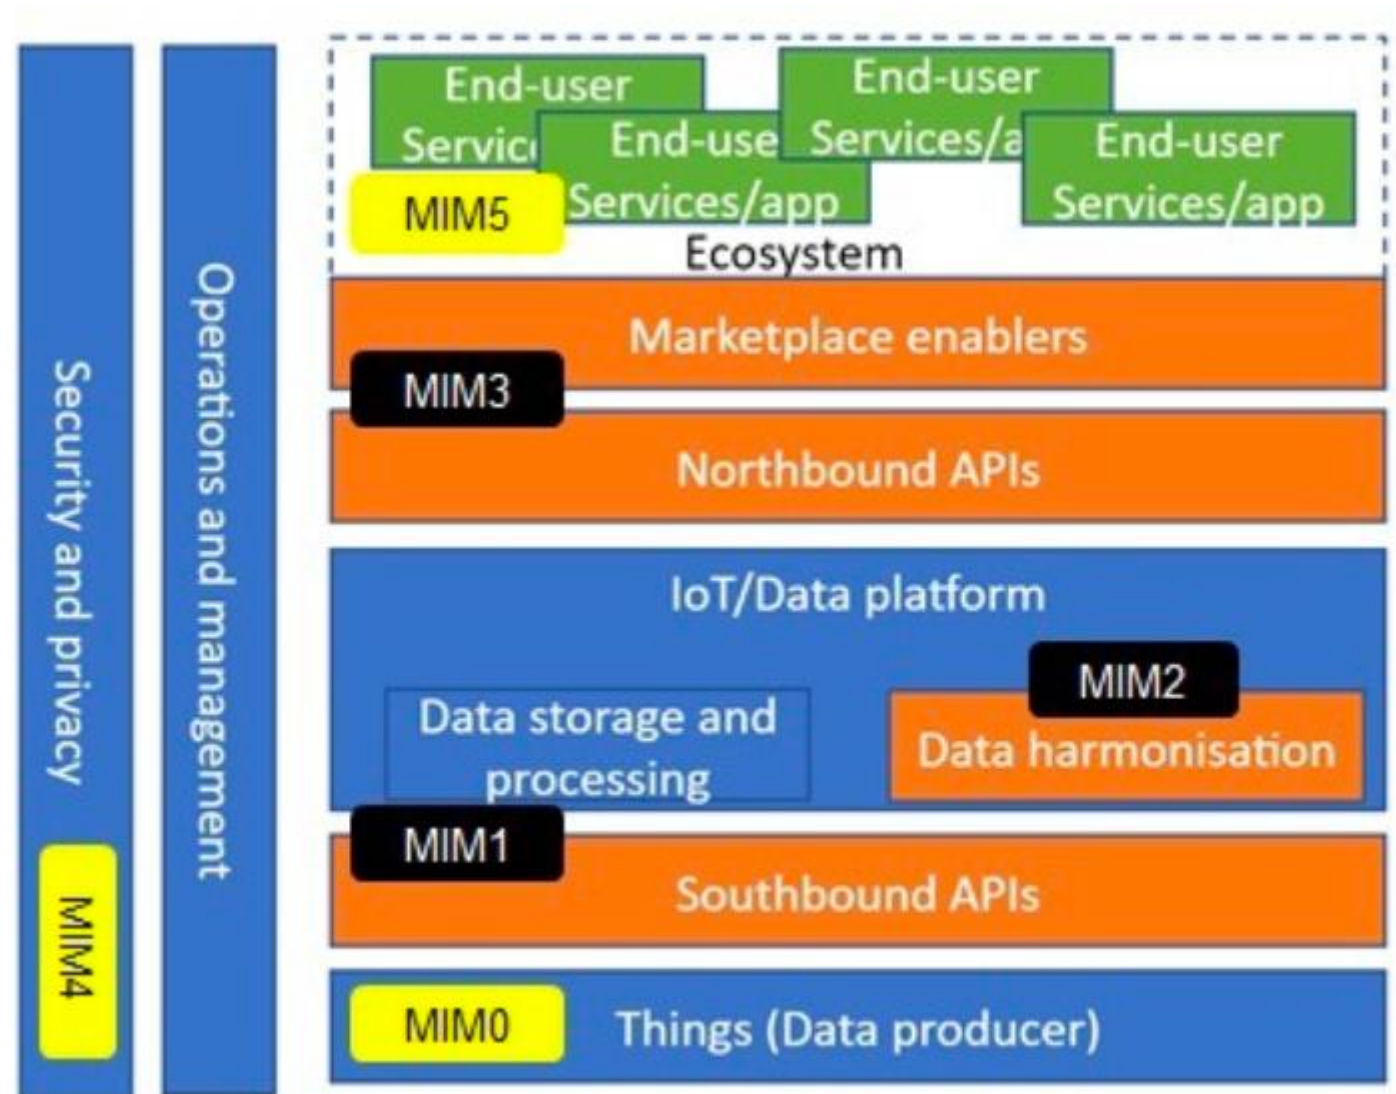 Security and privacy
MIM4
Operations and management
End-user
Servic
End-use
Services/app
End-user
Services/a
End-user
Services/app
MIM5
Ecosystem
Marketplace enablers
MIM3
Northbound APIs
IoT/Data platform
MIM2
Data storage and
processing
Data harmonisation
MIM1
Southbound APIs
MIM0
Things (Data producer)